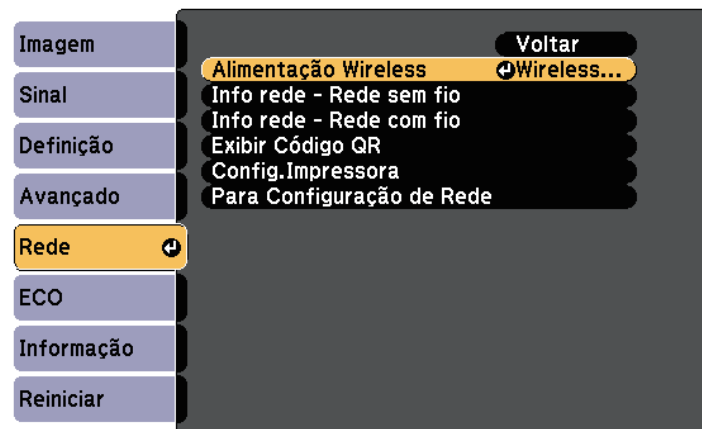 Imagem
Sinal
Definição
Avançado
Rede
ECO
Informação
Reiniciar
Voltar
Alimentação Wireless Wireless...
Info rede - Rede sem fio
Info rede - Rede com fio
Exibir Código QR
Config.Impressora
Para Configuração de Rede